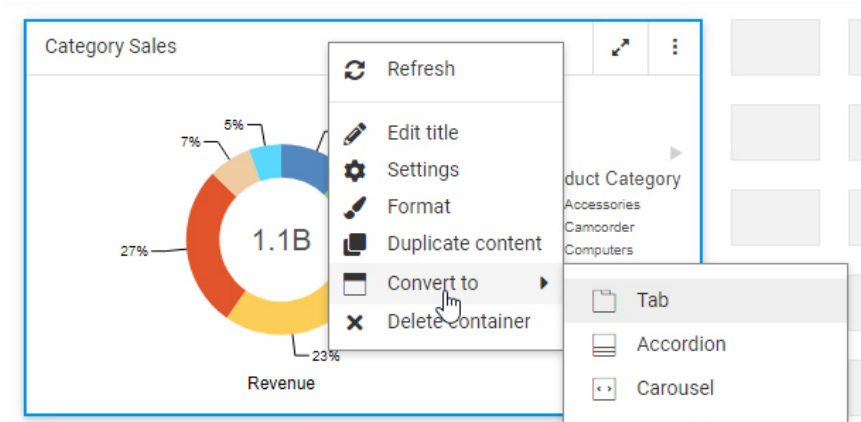 Category Sales
Refresh
Edit title
Settings
Format
Duplicate content
Convert to
Delete container
5%
7%
27%
23%
1.1B
Revenue
Category
Accessories
Camcorder
Computers
Tab
Accordion
Carousel